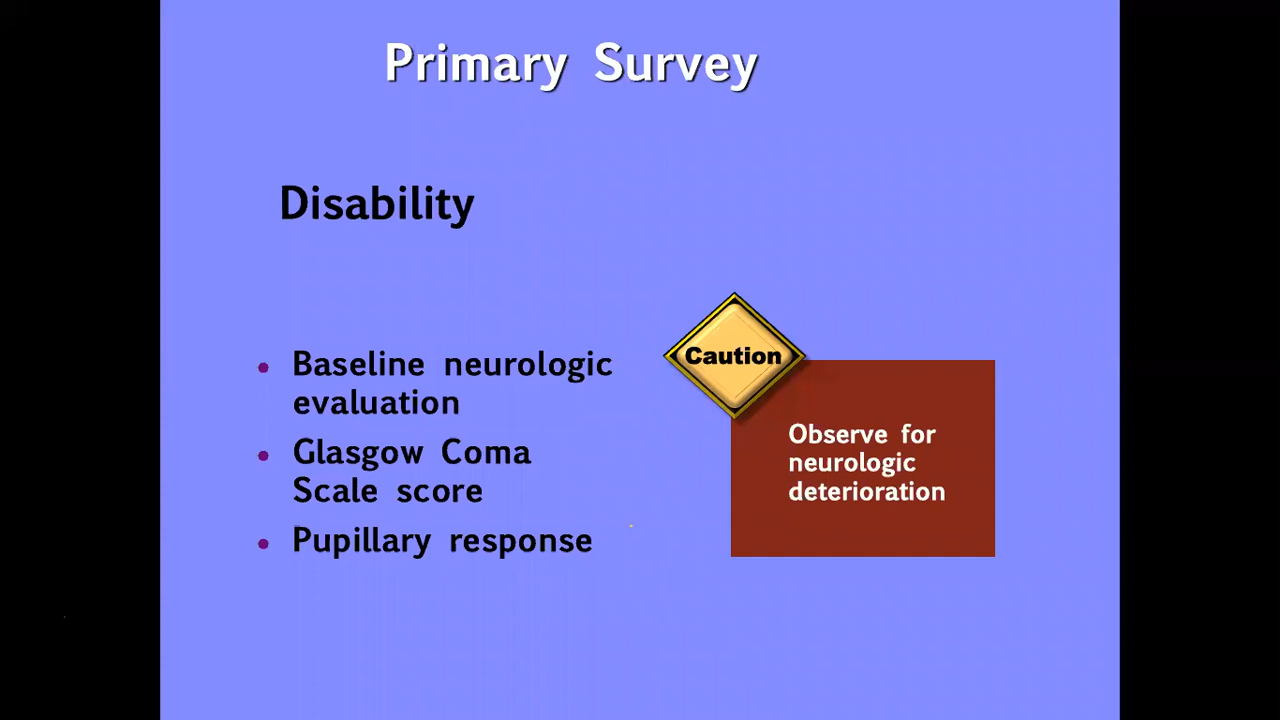 Primary Survey
Disability
• Baseline neurologic
evaluation
• Glasgow Coma
Scale score
• Pupillary response
Caution
Observe for
neurologic
deterioration